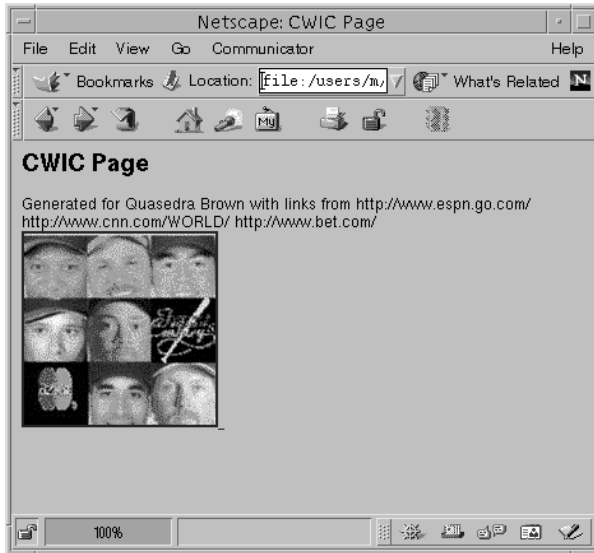 Netscape: CWIC Page
File Edit View Go Communicator Help
Bookmarks Location: file:/users/m/ What's Related N
My
CWIC Page
Generated for Quasedra Brown with links from http://www.espn.go.com/
http://www.cnn.com/WORLD/ http://www.bet.com/
100%